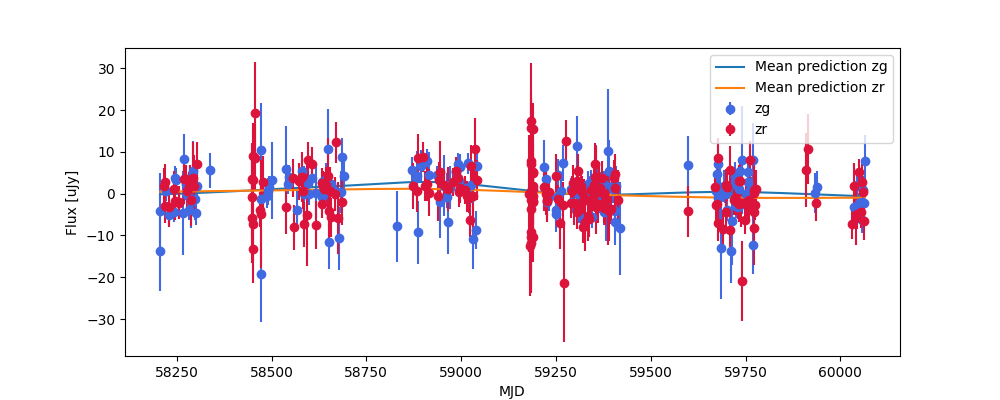 Flux [uJy]
30
20
10
0
−10
−20
−30
58250
58500
58750
59000
59250
59500
59750
60000
MJD
Mean prediction zg
Mean prediction zr
zg
zr